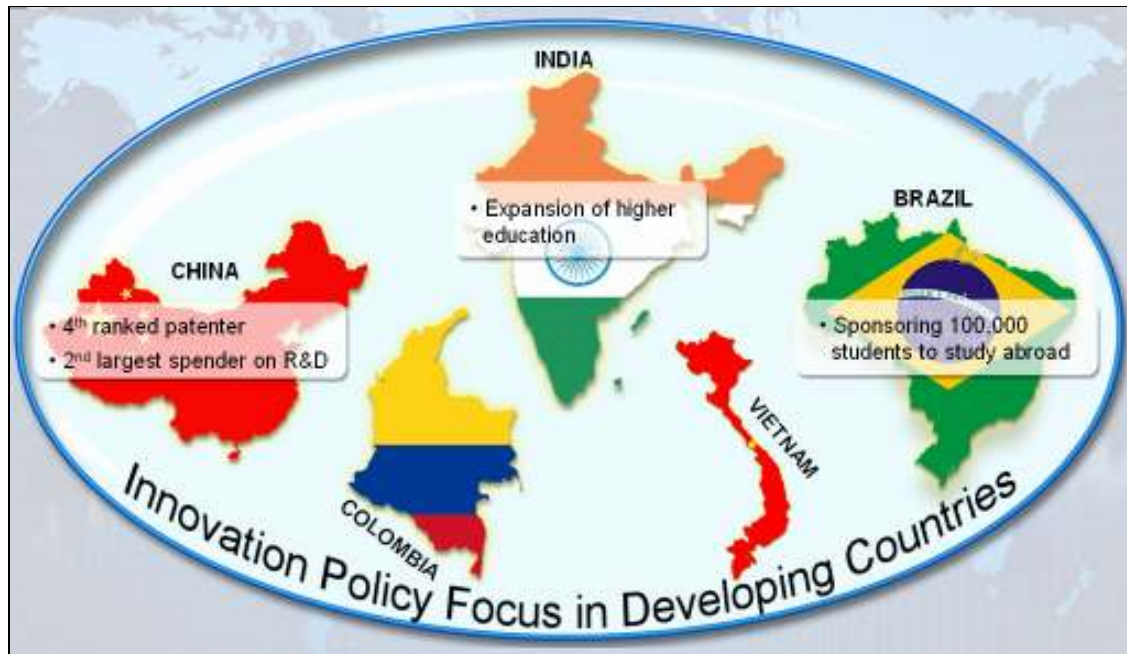 INDIA
• Expansion of higher
education
BRAZIL
• Sponsoring 100.000
students to study abroad
CHINA
• 4th ranked patenter
• 2nd largest spender on R&D
COLOMBIA
VIETNAM
Innovation Policy Focus in Developing Countries